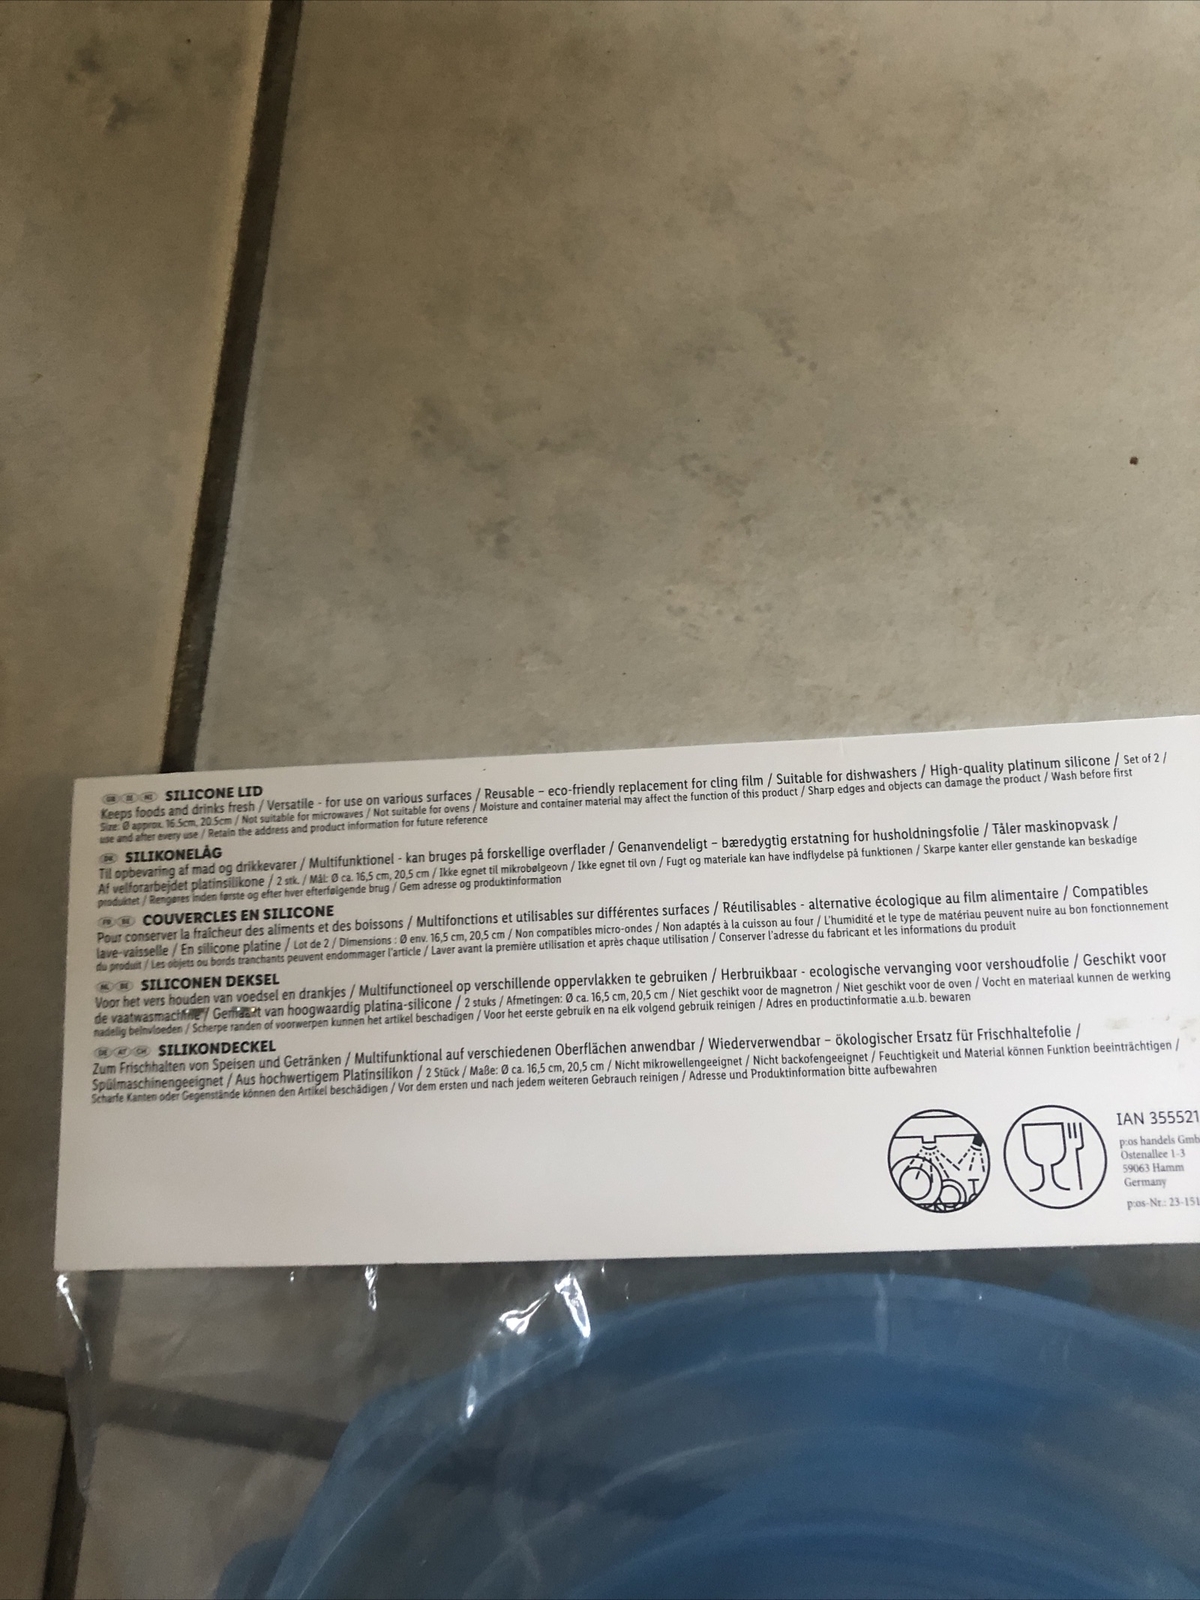 GB IE NI SILICONE LID
Keeps foods and drinks fresh / Versatile - for use on various surfaces / Reusable – eco-friendly replacement for cling film / Suitable for dishwashers / High-quality platinum silicone / Set of 2 /
Size: Ø approx. 16.5cm, 20.5cm / Not suitable for microwaves / Not suitable for ovens / Moisture and container material may affect the function of this product / Sharp edges and objects can damage the product / Wash before first
use and after every use / Retain the address and product information for future reference
DK SILIKONELÅG
Til opbevaring af mad og drikkevarer / Multifunktionel - kan bruges på forskellige overflader / Genanvendeligt – bæredygtig erstatning for husholdningsfolie / Tåler maskinopvask /
Af velforarbejdet platinsilikone / 2 stk. / Mål: Ø ca. 16,5 cm, 20,5 cm / Ikke egnet til mikrobølgeovn / Ikke egnet til ovn / Fugt og materiale kan have indflydelse på funktionen / Skarpe kanter eller genstande kan beskadige
produktet / Rengøres inden første og efter hver efterfølgende brug / Gem adresse og produktinformation
FR BE COUVERCLES EN SILICONE
Pour conserver la fraîcheur des aliments et des boissons / Multifonctions et utilisables sur différentes surfaces / Réutilisables - alternative écologique au film alimentaire / Compatibles
lave-vaisselle / En silicone platine / Lot de 2 / Dimensions : Ø env. 16,5 cm, 20,5 cm / Non compatibles micro-ondes / Non adaptés à la cuisson au four / L'humidité et le type de matériau peuvent nuire au bon fonctionnement
du produit / Les objets ou bords tranchants peuvent endommager l'article / Laver avant la première utilisation et après chaque utilisation / Conserver l'adresse du fabricant et les informations du produit
NL BE SILICONEN DEKSEL
Voor het vers houden van voedsel en drankjes / Multifunctioneel op verschillende oppervlakken te gebruiken / Herbruikbaar - ecologische vervanging voor vershoudfolie / Geschikt voor
de vaatwasmachine / Gemaakt van hoogwaardig platina-silicone / 2 stuks / Afmetingen: Ø ca. 16,5 cm, 20,5 cm / Niet geschikt voor de magnetron / Niet geschikt voor de oven / Vocht en materiaal kunnen de werking
nadelig beïnvloeden / Scherpe randen of voorwerpen kunnen het artikel beschadigen / Voor het eerste gebruik en na elk volgend gebruik reinigen / Adres en productinformatie a.u.b. bewaren
DE AT CH SILIKONDECKEL
Zum Frischhalten von Speisen und Getränken / Multifunktional auf verschiedenen Oberflächen anwendbar / Wiederverwendbar – ökologischer Ersatz für Frischhaltefolie /
Spülmaschinengeeignet / Aus hochwertigem Platinsilikon / 2 Stück / Maße: Ø ca. 16,5 cm, 20,5 cm / Nicht mikrowellengeeignet / Nicht backofengeeignet / Feuchtigkeit und Material können Funktion beeinträchtigen /
Scharfe Kanten oder Gegenstände können den Artikel beschädigen / Vor dem ersten und nach jedem weiteren Gebrauch reinigen / Adresse und Produktinformation bitte aufbewahren
IAN 355521
p:os handels Gmb
Ostenallee 1-3
59063 Hamm
Germany
p:os-Nr.: 23-151